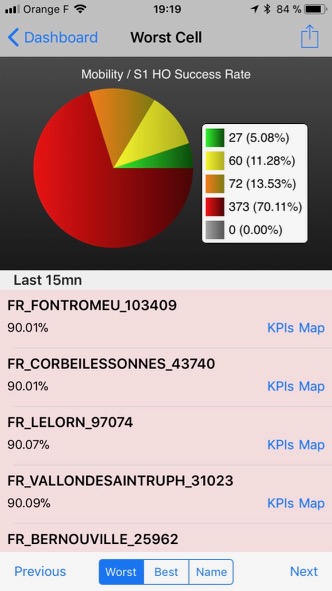 Orange F 19:19 84 %
Dashboard Worst Cell
Mobility / S1 HO Success Rate
27 (5.08%)
60 (11.28%)
72 (13.53%)
373 (70.11%)
0 (0.00%)
Last 15mn
FR_FONTROMEU_103409
90.01% KPIs Map
FR_CORBEILESSONNES_43740
90.01% KPIs Map
FR_LELORN_97074
90.07% KPIs Map
FR_VALLONDESAINTRUPH_31023
90.09% KPIs Map
FR_BERNOUVILLE_25962
Previous Worst Best Name Next